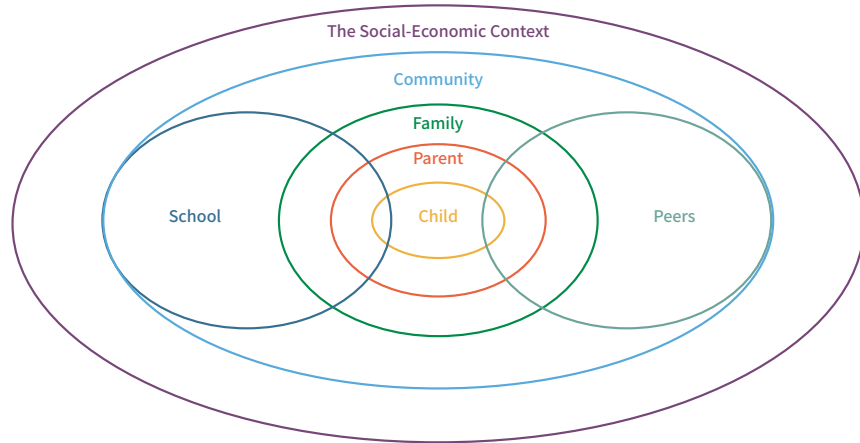 The Social-Economic Context
Community
Family
Parent
School
Child
Peers